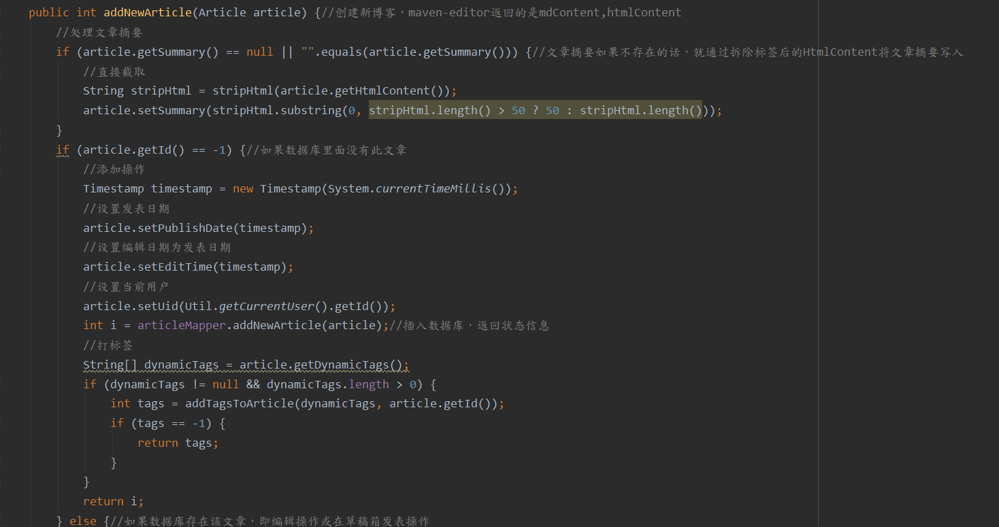 public int addNewArticle(Article article) {//创建新博客，maven-editor返回的是mdContent,htmlContent
//处理文章摘要
if (article.getSummary() == null || "".equals(article.getSummary())) {//文章摘要如果不存在的话，就通过拆除标签后的HtmlContent将文章摘要写入
//直接截取
String stripHtml = stripHtml(article.getHtmlContent());
article.setSummary(stripHtml.substring(0, stripHtml.length() > 50 ? 50 : stripHtml.length()));
}
if (article.getId() == -1) {//如果数据库里面没有此文章
//添加操作
Timestamp timestamp = new Timestamp(System.currentTimeMillis());
//设置发表日期
article.setPublishDate(timestamp);
//设置编辑日期为发表日期
article.setEditTime(timestamp);
//设置当前用户
article.setUid(Util.getCurrentUser().getId());
int i = articleMapper.addNewArticle(article);//插入数据库，返回状态信息
//打标签
String[] dynamicTags = article.getDynamicTags();
if (dynamicTags != null && dynamicTags.length > 0) {
int tags = addTagsToArticle(dynamicTags, article.getId());
if (tags == -1) {
return tags;
}
}
return i;
} else {//如果数据库存在该文章，即编辑操作或在草稿箱发表操作